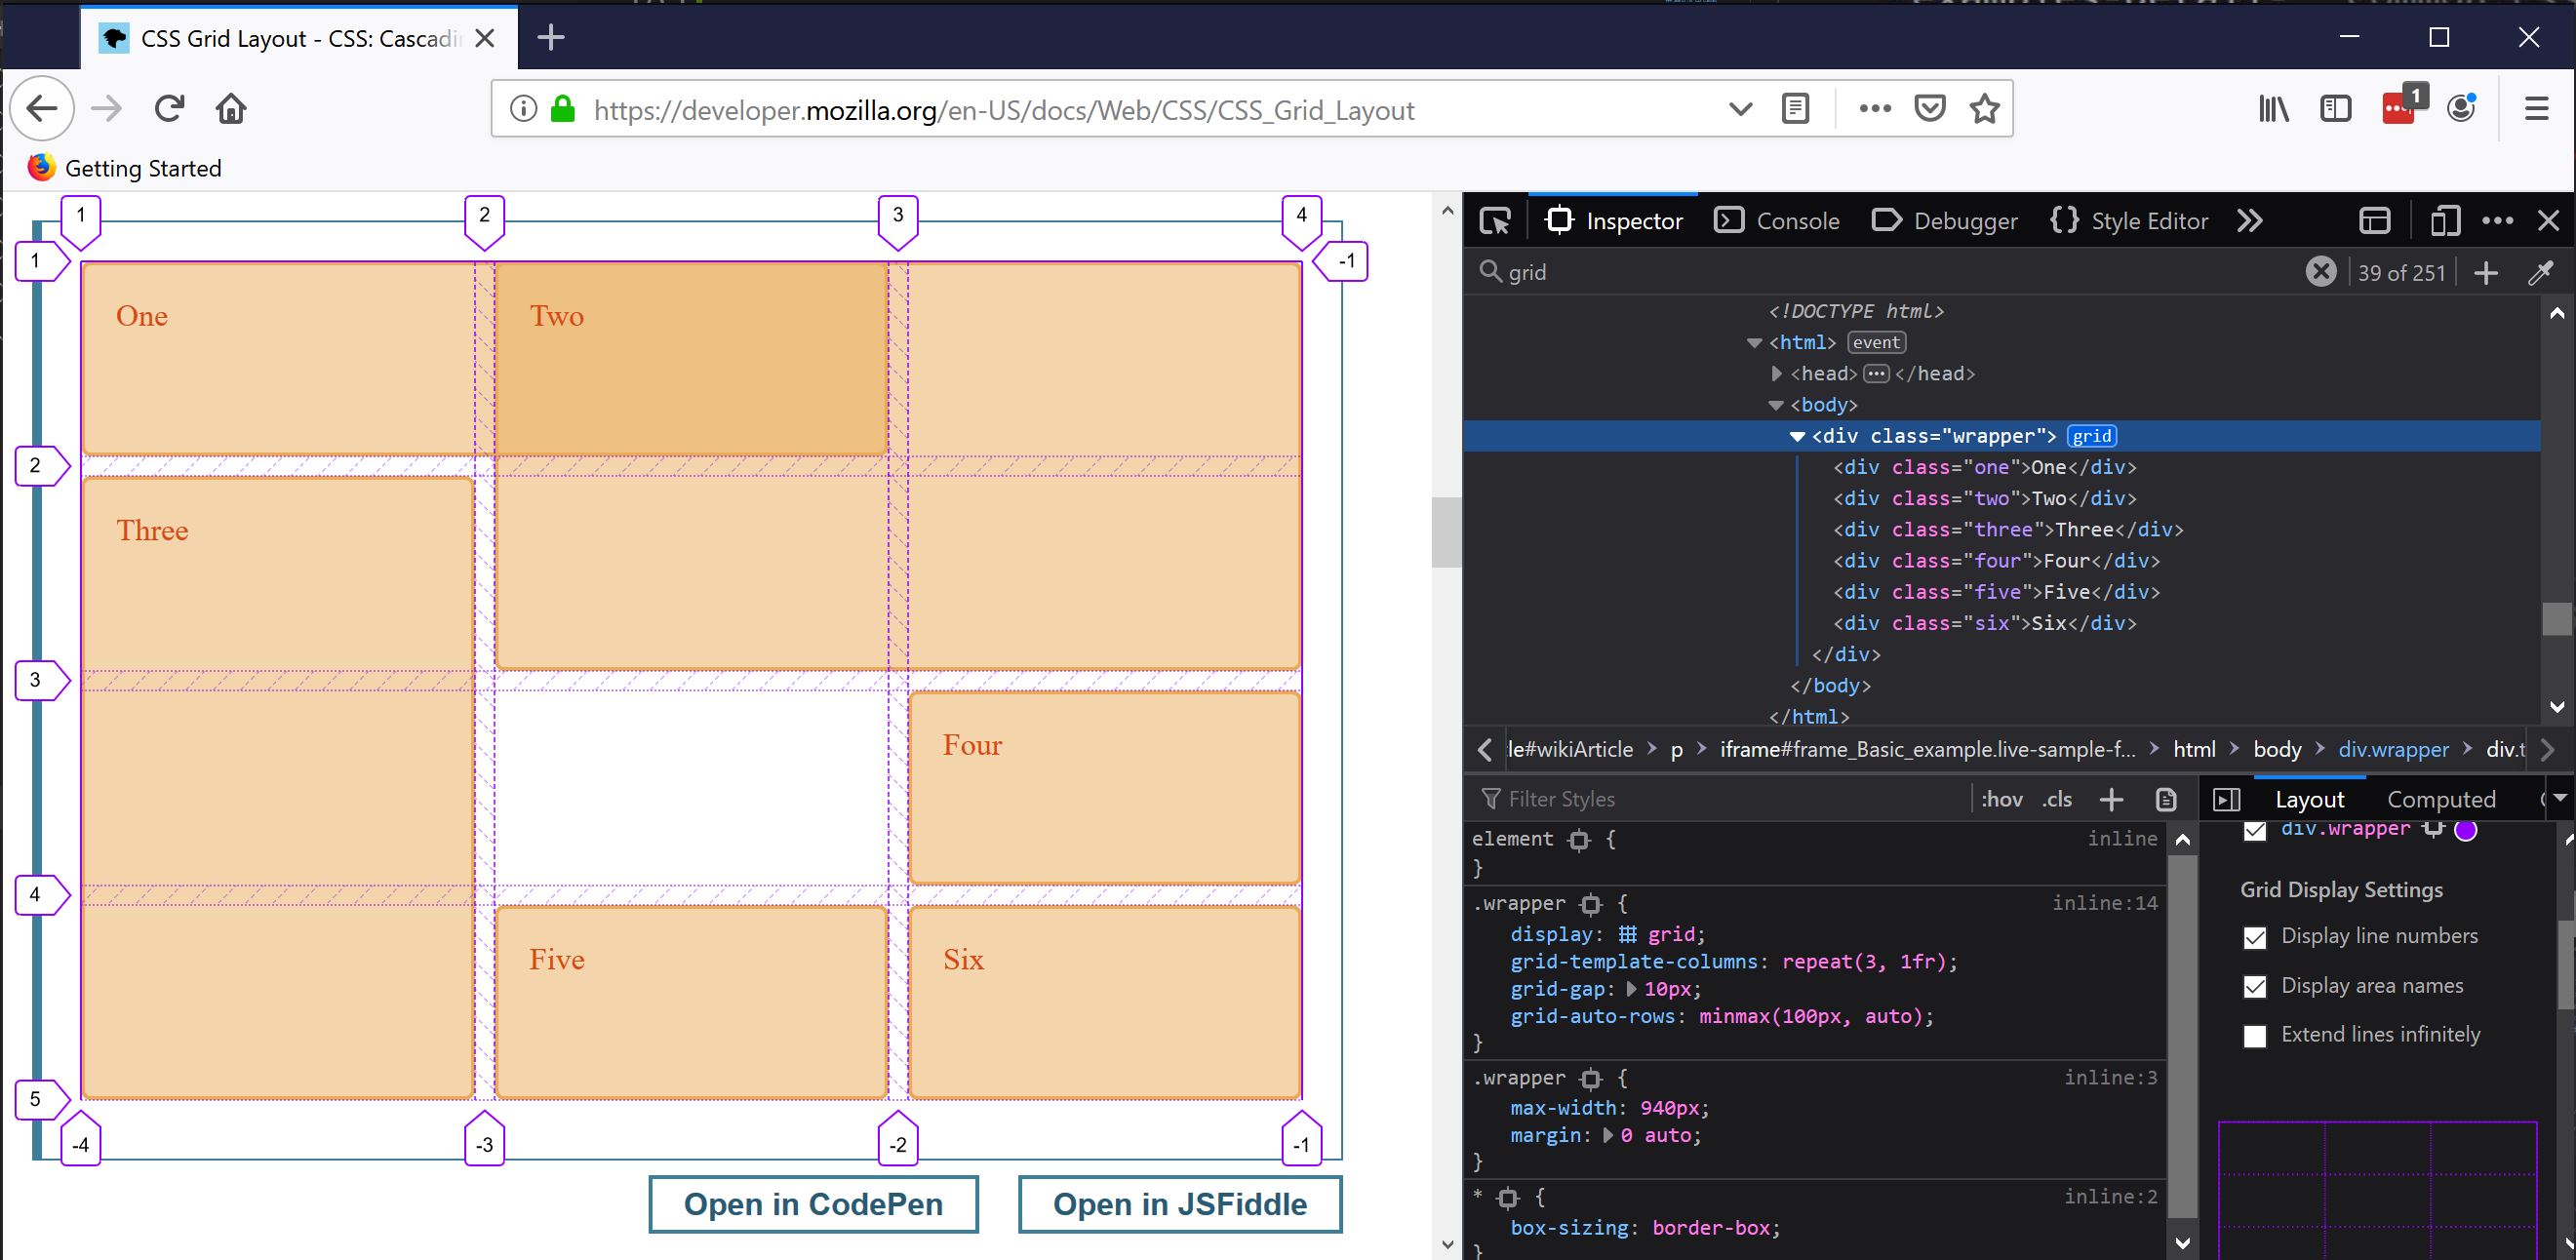 CSS Grid Layout - CSS: Cascadin
https://developer.mozilla.org/en-US/docs/Web/CSS/CSS_Grid_Layout
1
Getting Started
1 2 3 4
1 -1
One Two
2
Three
3
Four
4
Five Six
5
-4 -3 -2 -1
Open in CodePen Open in JSFiddle
Inspector Console Debugger {} Style Editor
grid 39 of 251
<!DOCTYPE html>
<html> event
<head> ... </head>
<body>
<div class="wrapper"> grid
<div class="one">One</div>
<div class="two">Two</div>
<div class="three">Three</div>
<div class="four">Four</div>
<div class="five">Five</div>
<div class="six">Six</div>
</div>
</body>
</html>
le#wikiArticle > p > iframe#frame_Basic_example.live-sample-f... > html > body > div.wrapper > div.t
Filter Styles :hov .cls
element { inline
}
.wrapper { inline:14
display: grid;
grid-template-columns: repeat(3, 1fr);
grid-gap: 10px;
grid-auto-rows: minmax(100px, auto);
}
.wrapper { inline:3
max-width: 940px;
margin: 0 auto;
}
* { inline:2
box-sizing: border-box;
}
Layout Computed
div.wrapper
Grid Display Settings
Display line numbers
Display area names
Extend lines infinitely